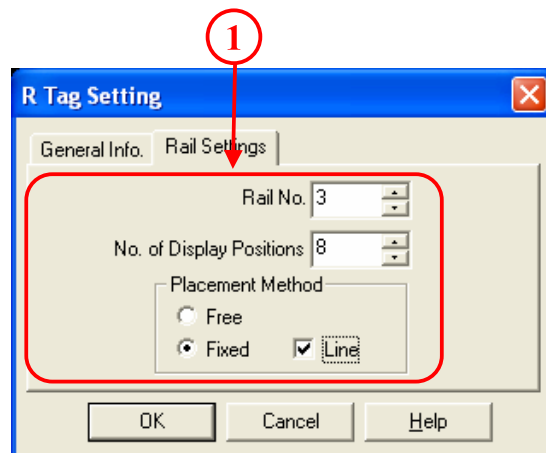 1
R Tag Setting
General Info. Rail Settings
Rail No. 3
No. of Display Positions 8
Placement Method
Free
Fixed Line
OK Cancel Help